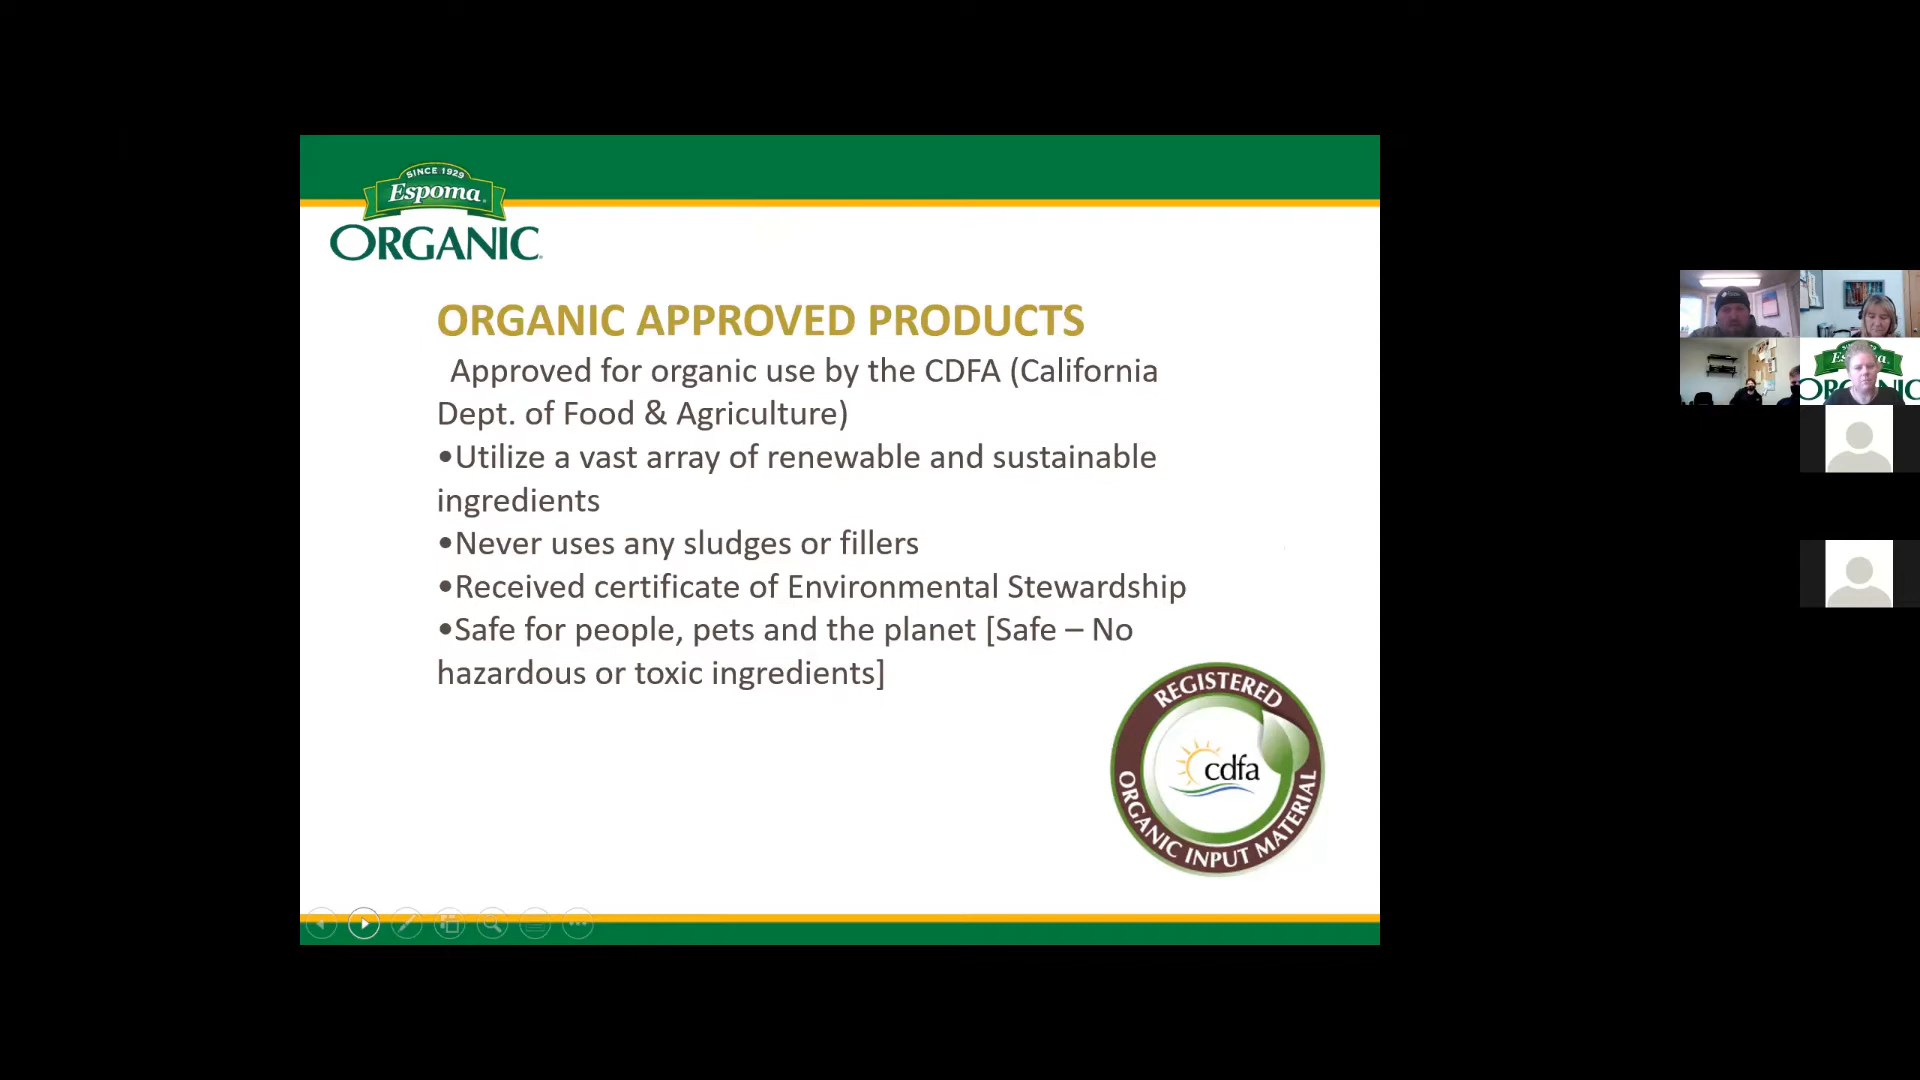 SINCE 1929
Espoma
ORGANIC
ORGANIC APPROVED PRODUCTS
Approved for organic use by the CDFA (California
Dept. of Food & Agriculture)
•Utilize a vast array of renewable and sustainable
ingredients
•Never uses any sludges or fillers
•Received certificate of Environmental Stewardship
•Safe for people, pets and the planet [Safe – No
hazardous or toxic ingredients]
REGISTERED
cdfa
ORGANIC INPUT MATERIAL